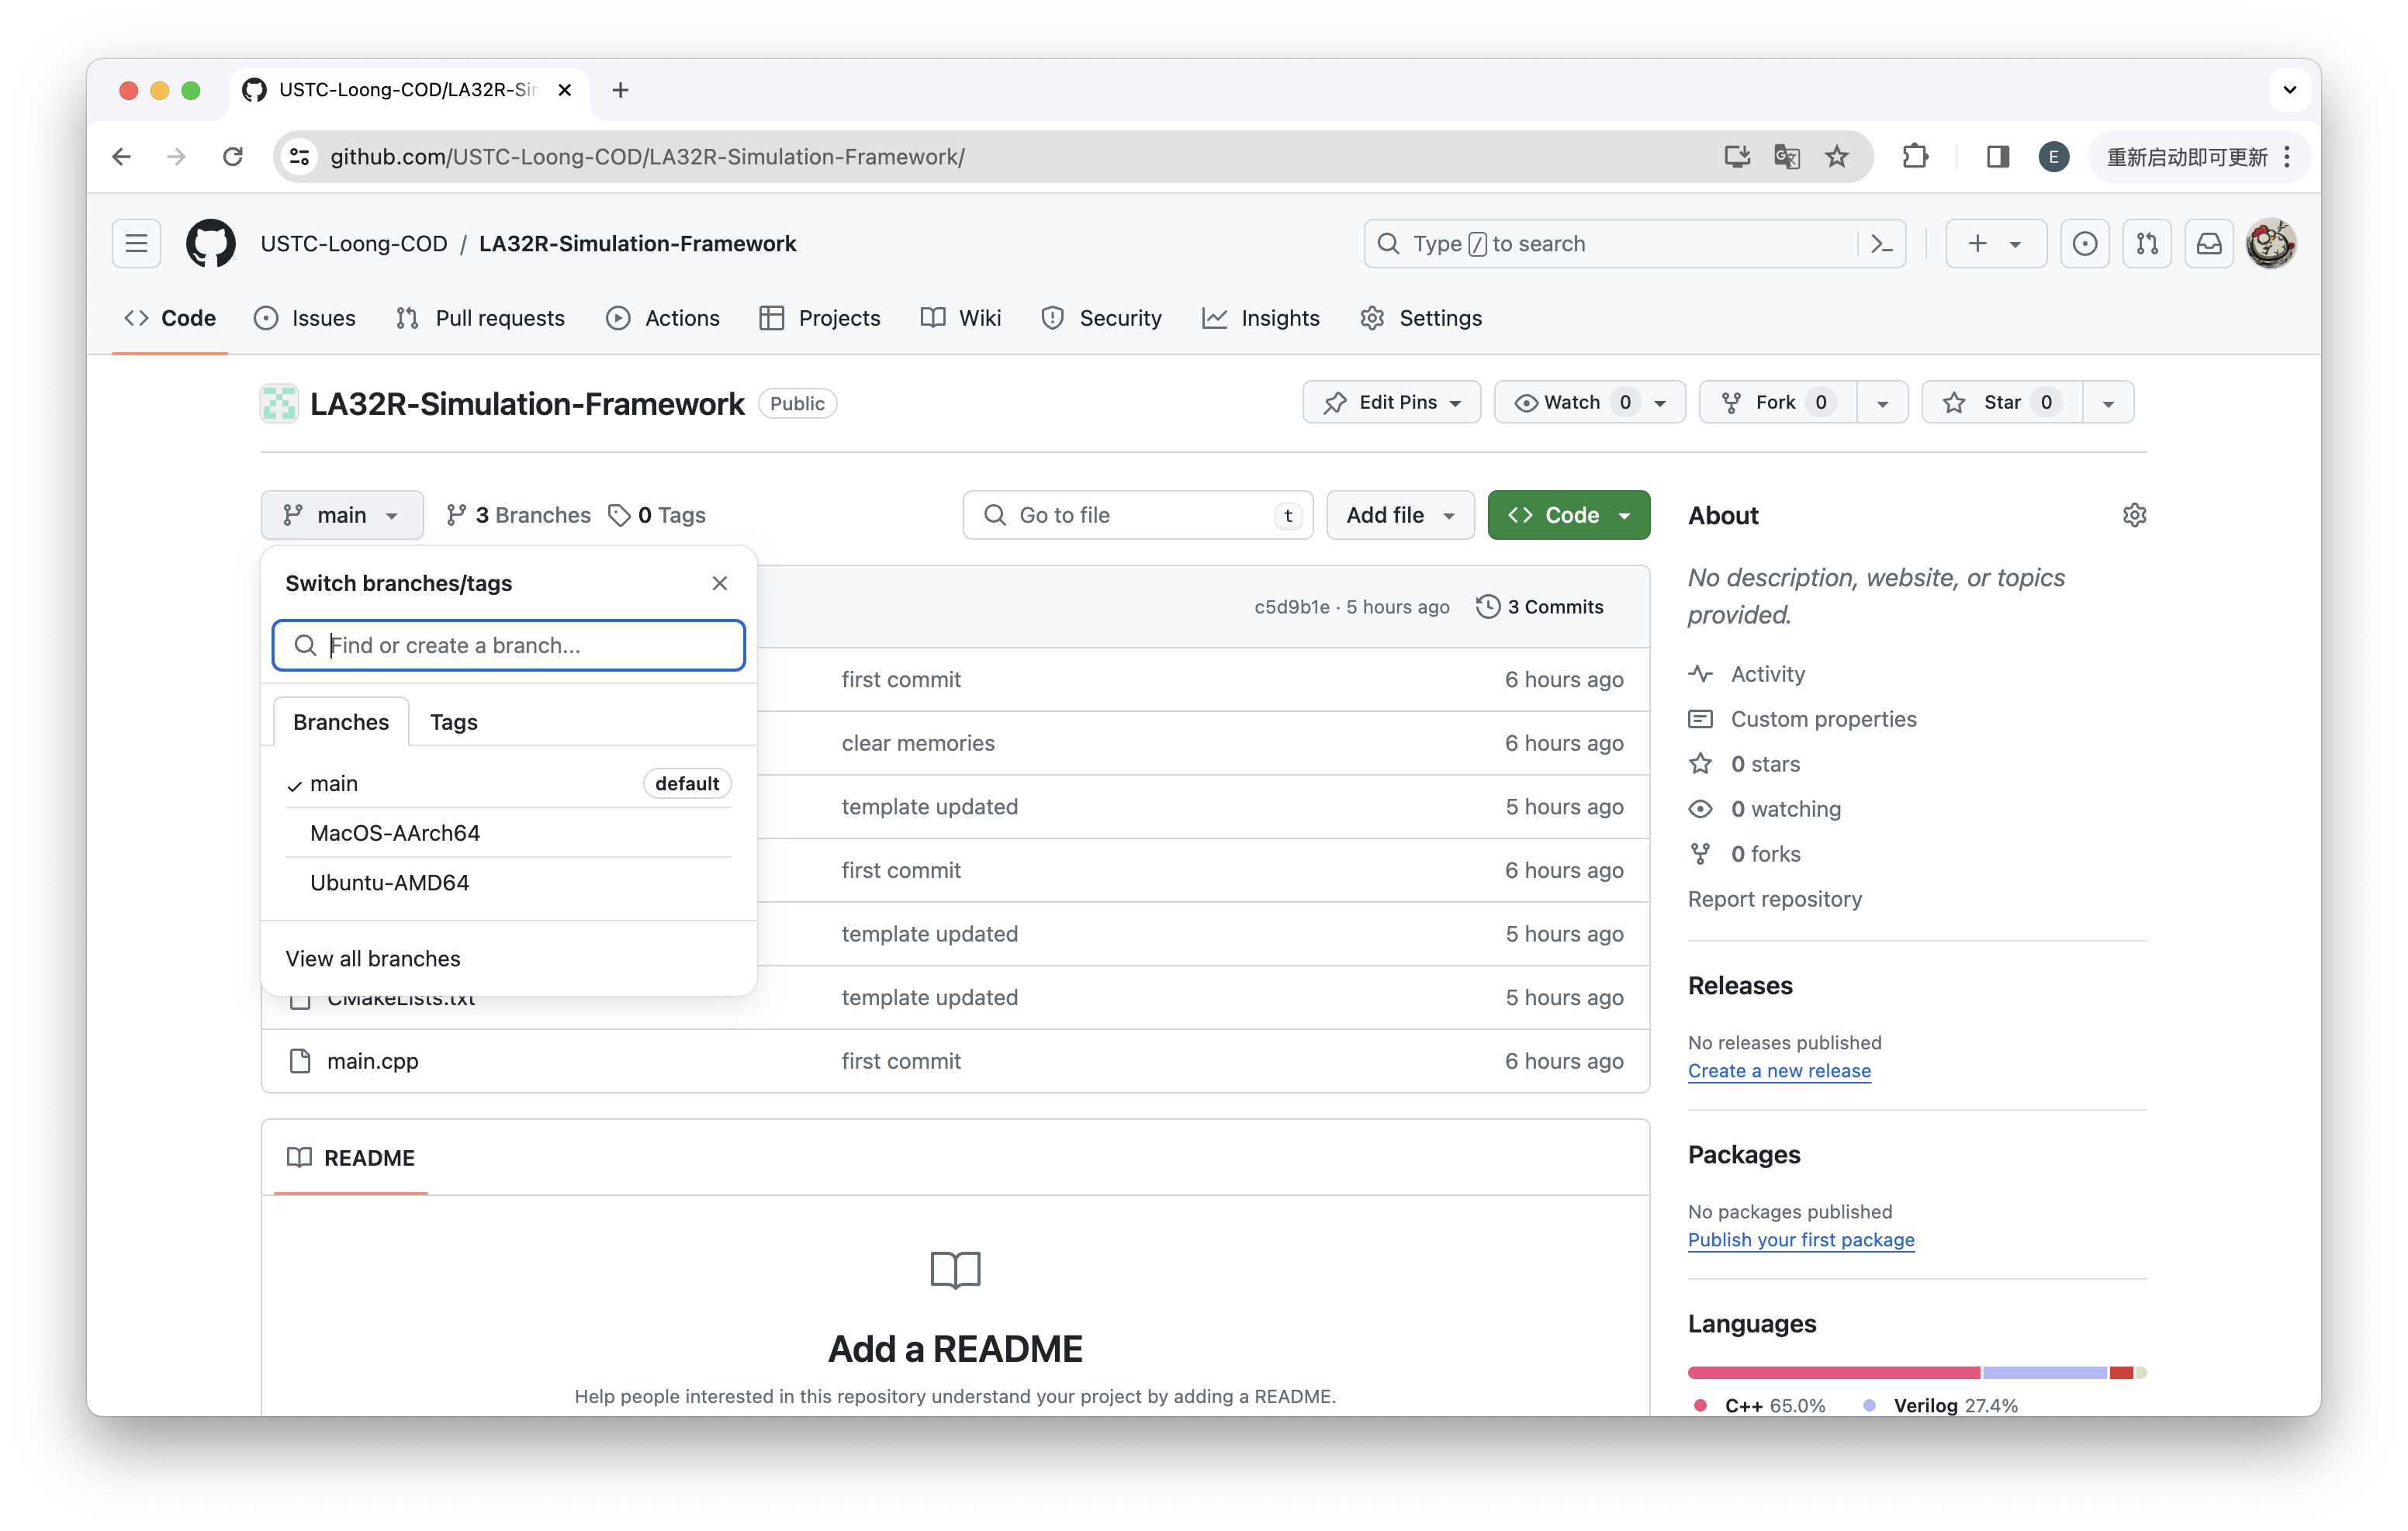 USTC-Loong-COD/LA32R-Sim
github.com/USTC-Loong-COD/LA32R-Simulation-Framework/
E
重新启动即可更新
USTC-Loong-COD / LA32R-Simulation-Framework
Type / to search
Code Issues Pull requests Actions Projects Wiki Security Insights Settings
LA32R-Simulation-Framework Public
Edit Pins Watch 0 Fork 0 Star 0
main 3 Branches 0 Tags
Go to file t Add file Code
Switch branches/tags
Find or create a branch...
Branches Tags
main default
MacOS-AArch64
Ubuntu-AMD64
View all branches
c5d9b1e · 5 hours ago 3 Commits
first commit 6 hours ago
clear memories 6 hours ago
template updated 5 hours ago
first commit 6 hours ago
template updated 5 hours ago
CMakeLists.txt template updated 5 hours ago
main.cpp first commit 6 hours ago
README
Add a README
Help people interested in this repository understand your project by adding a README.
About
No description, website, or topics
provided.
Activity
Custom properties
0 stars
0 watching
0 forks
Report repository
Releases
No releases published
Create a new release
Packages
No packages published
Publish your first package
Languages
C++ 65.0% Verilog 27.4%